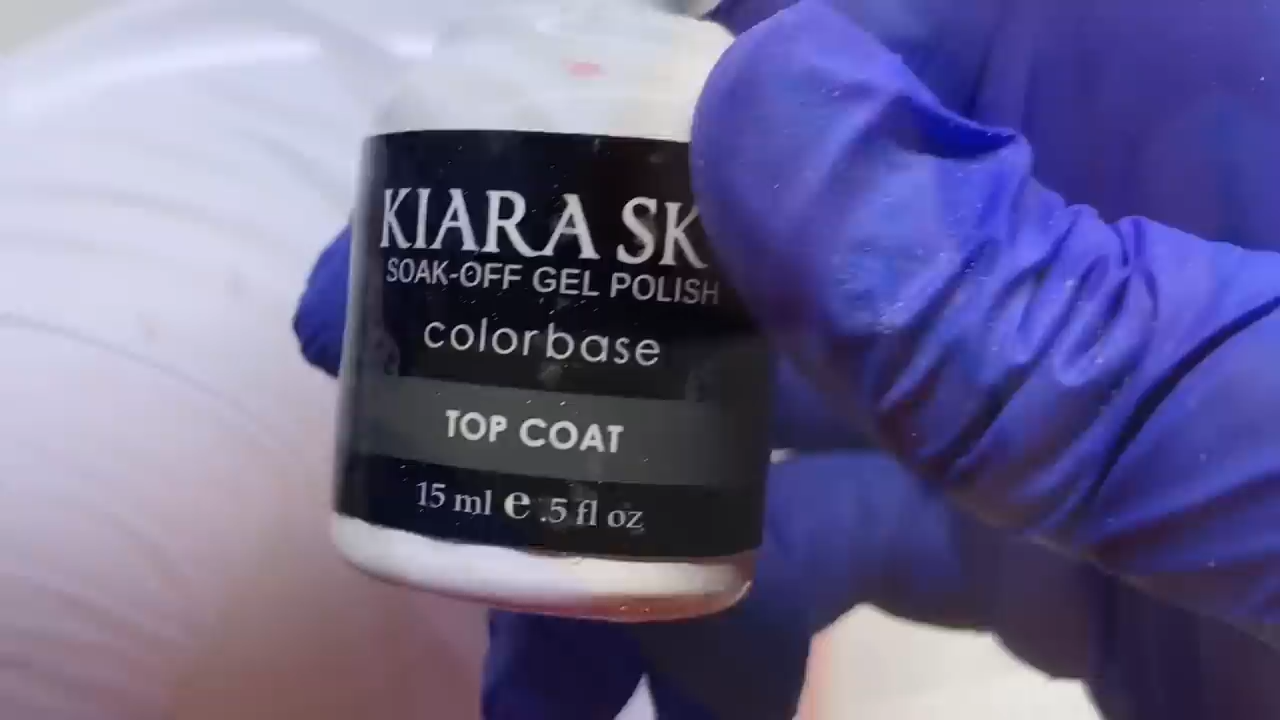 KIARA SK
SOAK-OFF GEL POLISH
colorbase
TOP COAT
15 ml e .5 fl oz